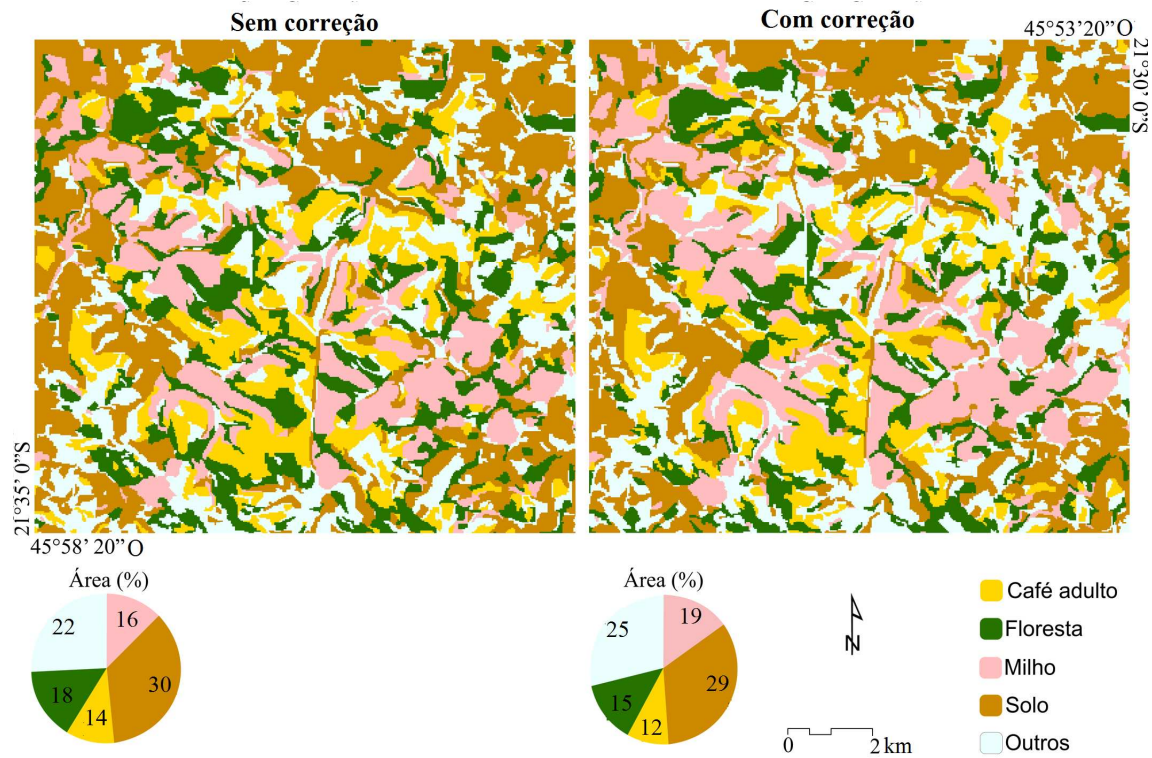 Sem correção
Com correção
45°53'20"O
21°30' 0"S
21°35' 0"S
45°58' 20"O
Área (%)
16
30
14
18
22
Área (%)
19
29
12
15
25
N
0 2 km
Café adulto
Floresta
Milho
Solo
Outros